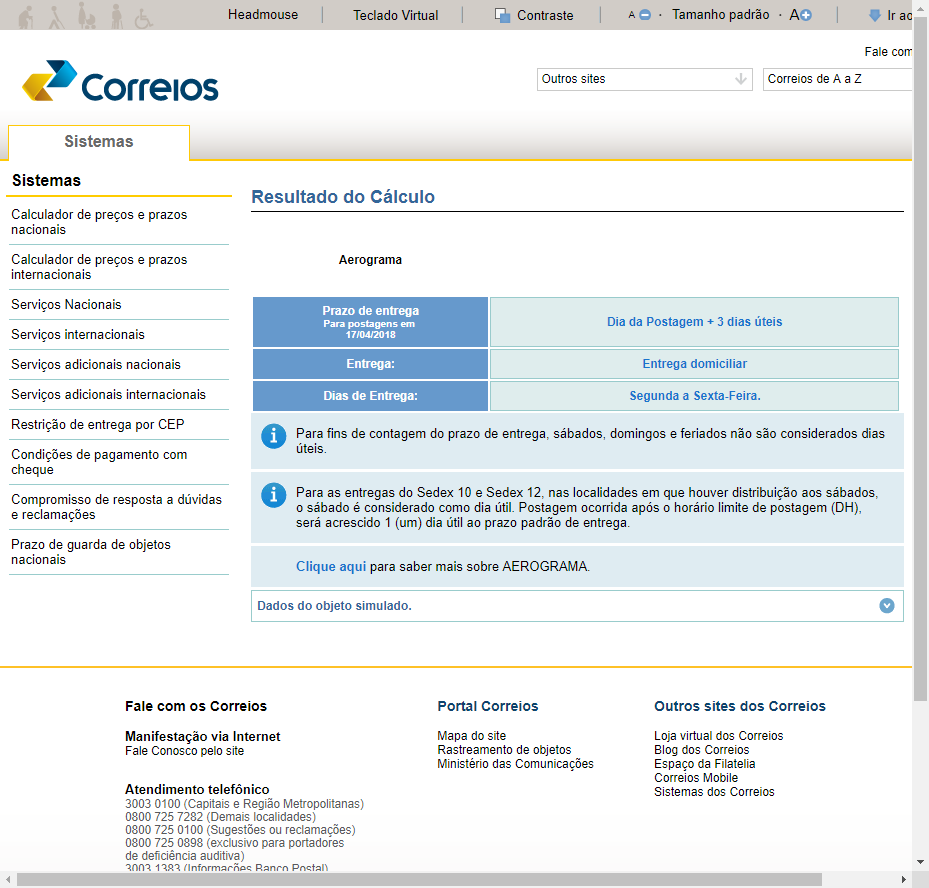 Headmouse
Teclado Virtual
Contraste
A · Tamanho padrão · A
Ir ao
Fale com
Correios
Outros sites
Correios de A a Z
Sistemas
Sistemas
Calculador de preços e prazos
nacionais
Calculador de preços e prazos
internacionais
Serviços Nacionais
Serviços internacionais
Serviços adicionais nacionais
Serviços adicionais internacionais
Restrição de entrega por CEP
Condições de pagamento com
cheque
Compromisso de resposta a dúvidas
e reclamações
Prazo de guarda de objetos
nacionais
Resultado do Cálculo
Aerograma
Prazo de entrega
Para postagens em
17/04/2018
Dia da Postagem + 3 dias úteis
Entrega:
Entrega domiciliar
Dias de Entrega:
Segunda a Sexta-Feira.
Para fins de contagem do prazo de entrega, sábados, domingos e feriados não são considerados dias
úteis.
Para as entregas do Sedex 10 e Sedex 12, nas localidades em que houver distribuição aos sábados,
o sábado é considerado como dia útil. Postagem ocorrida após o horário limite de postagem (DH),
será acrescido 1 (um) dia útil ao prazo padrão de entrega.
Clique aqui para saber mais sobre AEROGRAMA.
Dados do objeto simulado.
Fale com os Correios
Manifestação via Internet
Fale Conosco pelo site
Atendimento telefônico
3003 0100 (Capitais e Região Metropolitanas)
0800 725 7282 (Demais localidades)
0800 725 0100 (Sugestões ou reclamações)
0800 725 0898 (exclusivo para portadores
de deficiência auditiva)
3003 1383 (Informações Banco Postal)
Portal Correios
Mapa do site
Rastreamento de objetos
Ministério das Comunicações
Outros sites dos Correios
Loja virtual dos Correios
Blog dos Correios
Espaço da Filatelia
Correios Mobile
Sistemas dos Correios